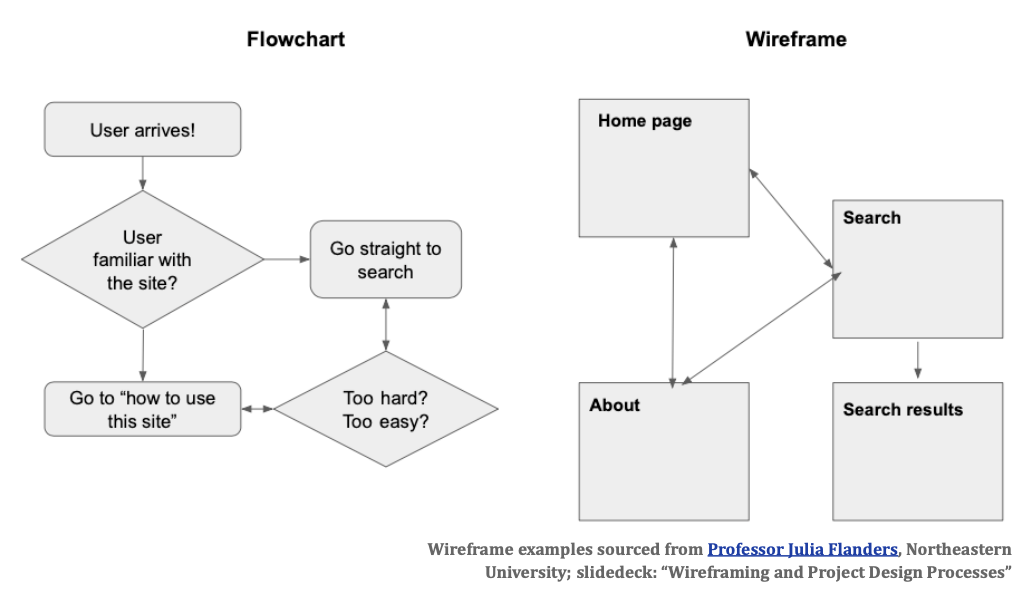 Flowchart
User arrives!
User
familiar with
the site?
Go straight to
search
Go to “how to use
this site”
Too hard?
Too easy?
Wireframe
Home page
Search
About
Search results
Wireframe examples sourced from Professor Julia Flanders, Northeastern
University; slidedeck: “Wireframing and Project Design Processes”